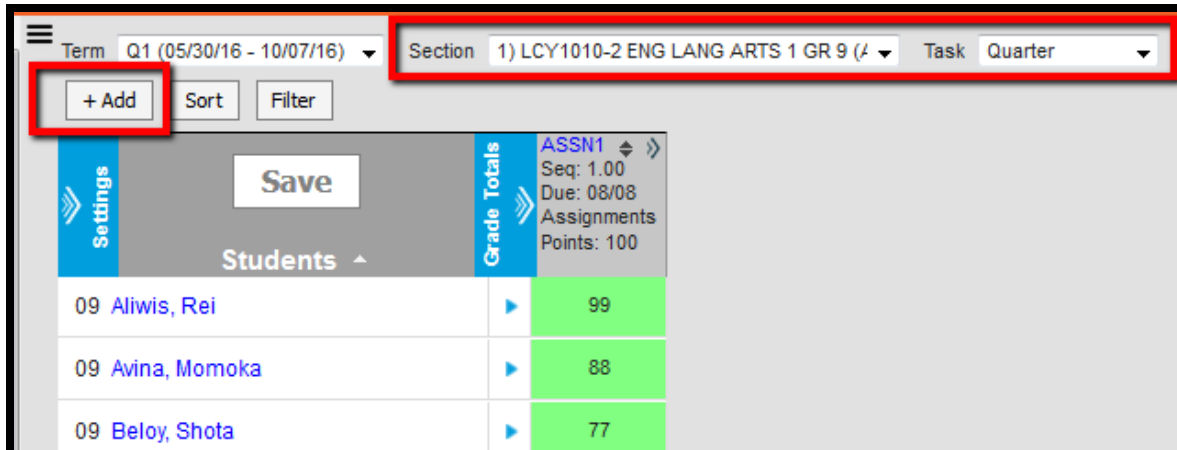 Term Q1 (05/30/16 - 10/07/16) Section 1) LCY1010-2 ENG LANG ARTS 1 GR 9 (A Task Quarter
+ Add Sort Filter
Settings
Save
Students
Grade Totals
ASSN1
Seq: 1.00
Due: 08/08
Assignments
Points: 100
09 Aliwis, Rei 99
09 Avina, Momoka 88
09 Beloy, Shota 77